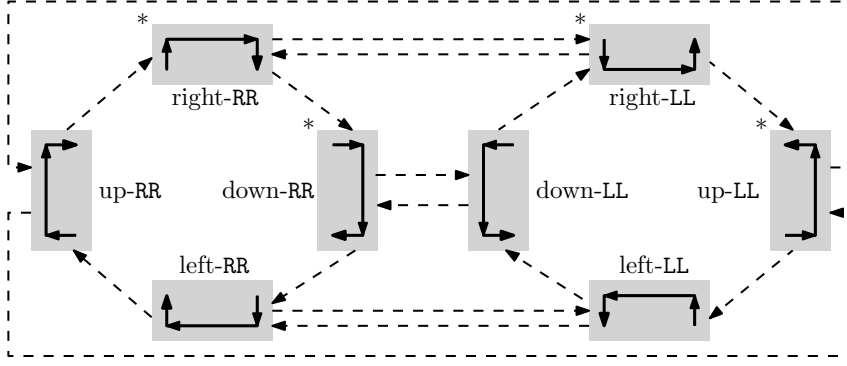 * *
right-RR right-LL
* *
up-RR down-RR down-LL up-LL
left-RR left-LL